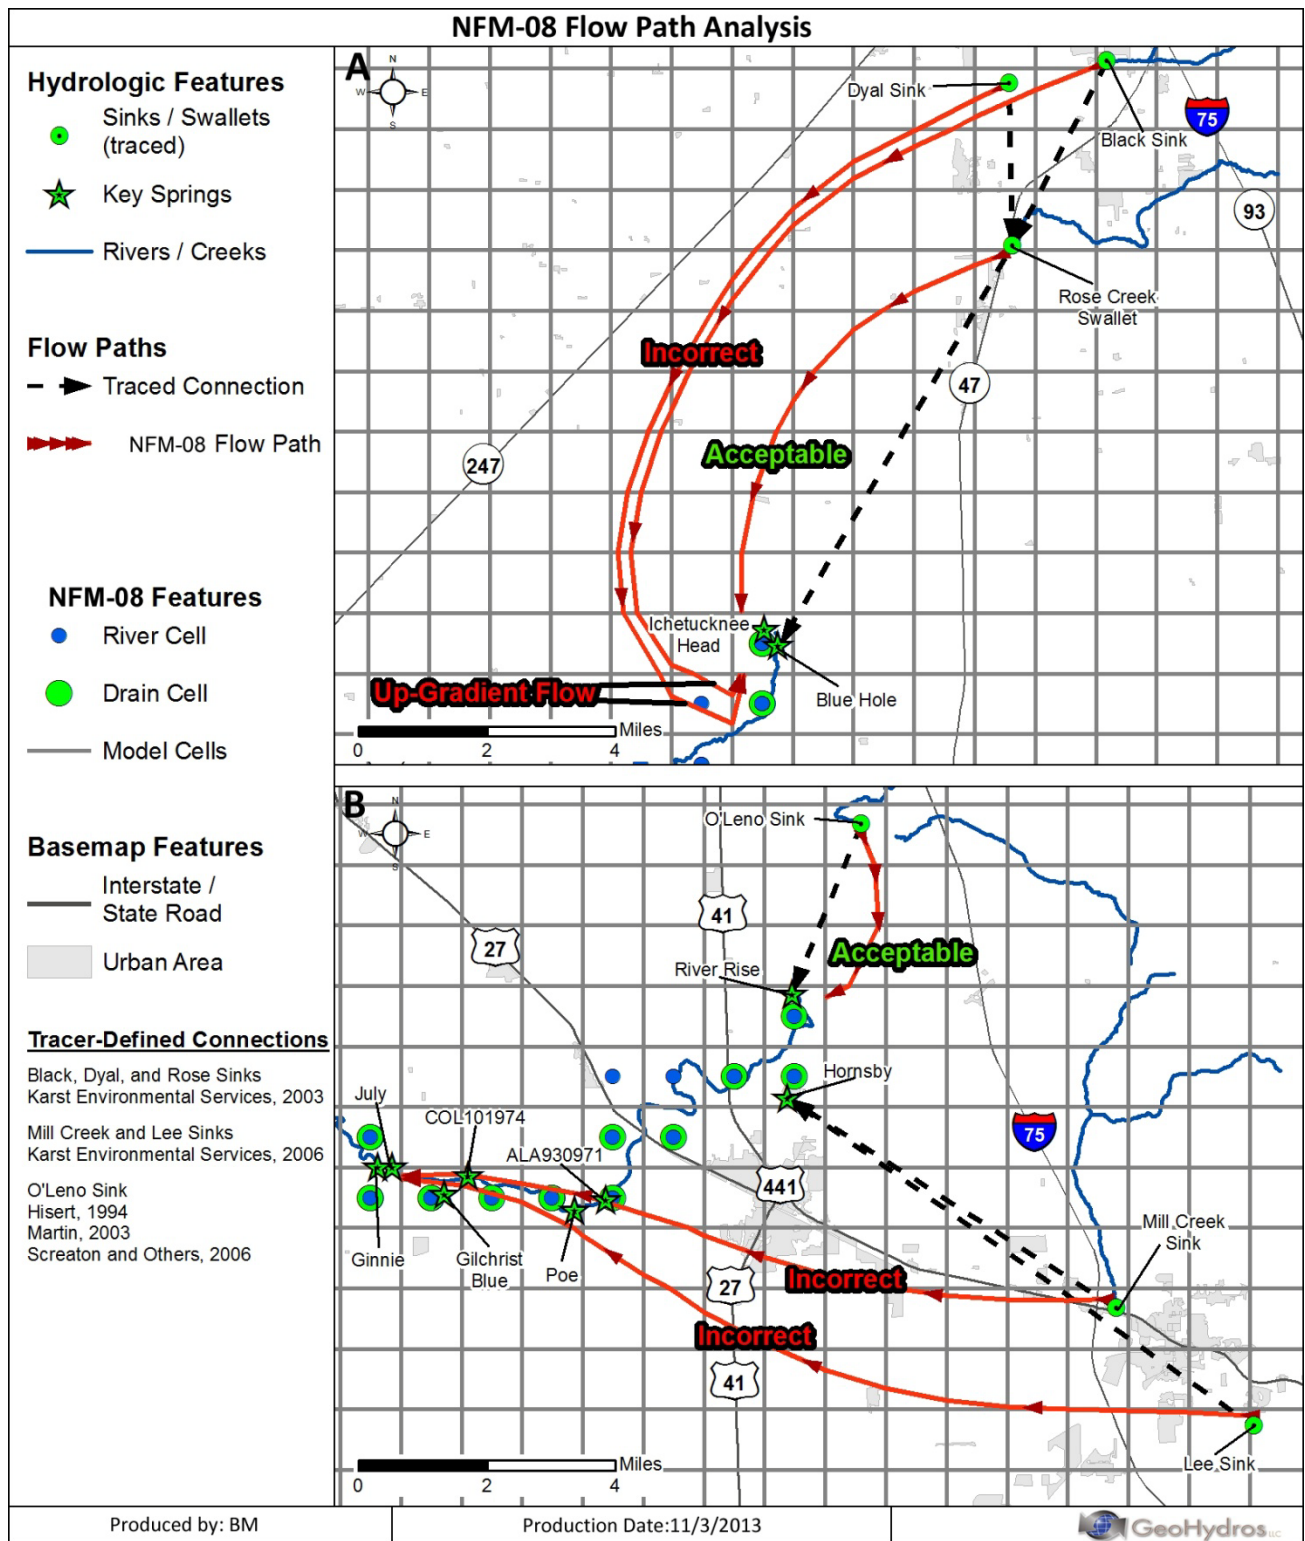 NFM-08 Flow Path Analysis
Hydrologic Features
Sinks / Swallets
(traced)
Key Springs
Rivers / Creeks
Flow Paths
Traced Connection
NFM-08 Flow Path
NFM-08 Features
River Cell
Drain Cell
Model Cells
Basemap Features
Interstate /
State Road
Urban Area
Tracer-Defined Connections
Black, Dyal, and Rose Sinks
Karst Environmental Services, 2003
Mill Creek and Lee Sinks
Karst Environmental Services, 2006
O'Leno Sink
Hisert, 1994
Martin, 2003
Screaton and Others, 2006
A
N
W E
S
Dyal Sink
Black Sink
75
93
Rose Creek
Swallet
Incorrect
47
Acceptable
247
Ichetucknee
Head
Up-Gradient Flow
Blue Hole
Miles
0 2 4
B
N
W E
S
O'Leno Sink
41
27
Acceptable
River Rise
Hornsby
July
COL101974
ALA930971
75
441
Mill Creek
Sink
Ginnie
Gilchrist
Blue
Poe
27
Incorrect
Incorrect
41
Miles
0 2 4
Lee Sink
Produced by: BM
Production Date:11/3/2013
GeoHydros LLC